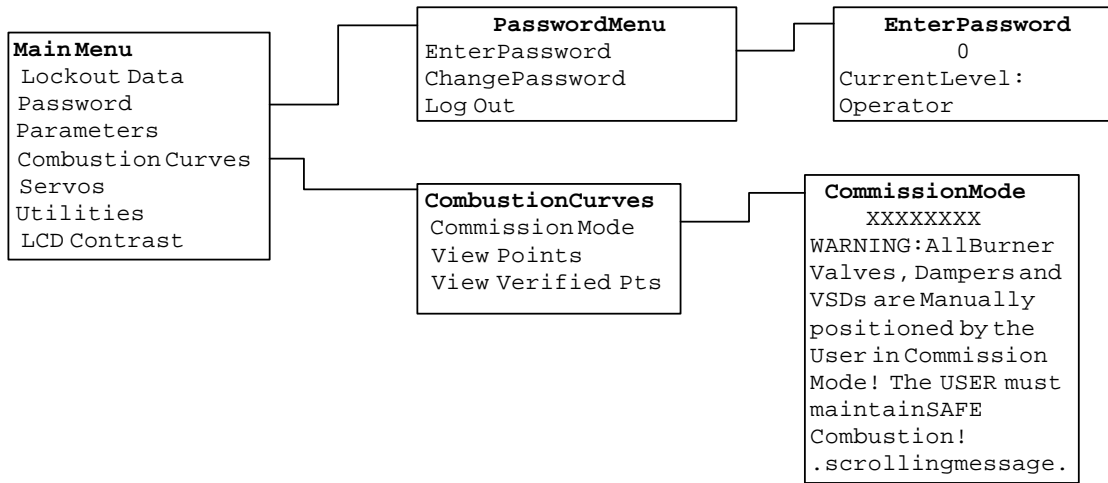 Main Menu
Lockout Data
Password
Parameters
Combustion Curves
Servos
Utilities
LCD Contrast
PasswordMenu
EnterPassword
ChangePassword
Log Out
EnterPassword
0
CurrentLevel:
Operator
CombustionCurves
Commission Mode
View Points
View Verified Pts
CommissionMode
XXXXXXXX
WARNING:AllBurner
Valves, Dampers and
VSDs are Manually
positioned by the
User in Commission
Mode! The USER must
maintainSAFE
Combustion!
.scrollingmessage.